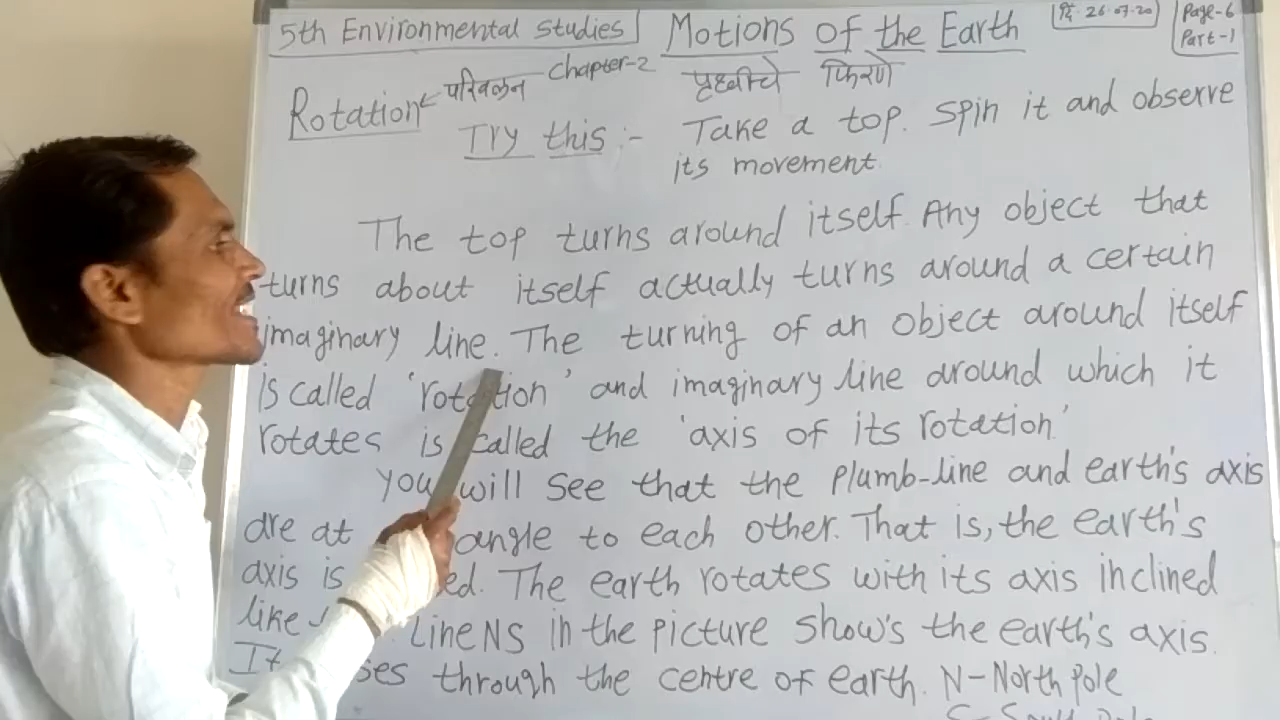 5th Environmental Studies
Motions of the Earth
दि. 26.07.20
Page-6
Part-1
Chapter-2
पृथ्वीचे फिरणे
Rotation परिवलन
Try this :- Take a top. Spin it and observe
its movement.
The top turns around itself. Any object that
turns about itself actually turns around a certain
imaginary line. The turning of an object around itself
is called 'rotation' and imaginary line around which it
rotates is called the 'axis of its rotation'
You will see that the plumb-line and earth's axis
are at angle to each other. That is, the earth's
axis is ed. The earth rotates with its axis inclined
like Line NS in the picture show's the earth's axis.
It ses through the centre of earth. N-North Pole
S-South Pole